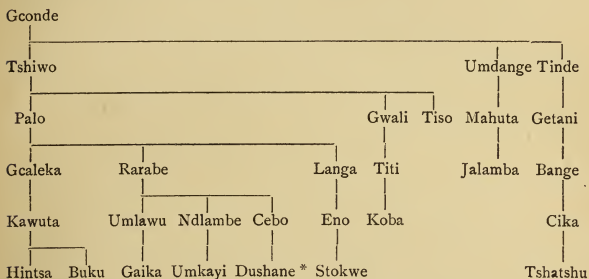 Gconde
Tshiwo Umdange Tinde
Palo Gwali Tiso Mahuta Getani
Gcaleka Rarabe Langa Titi Jalamba Bange
Kawuta Umlawu Ndlambe Cebo Eno Koba Cika
Hintsa Buku Gaika Umkayi Dushane * Stokwe Tshatshu